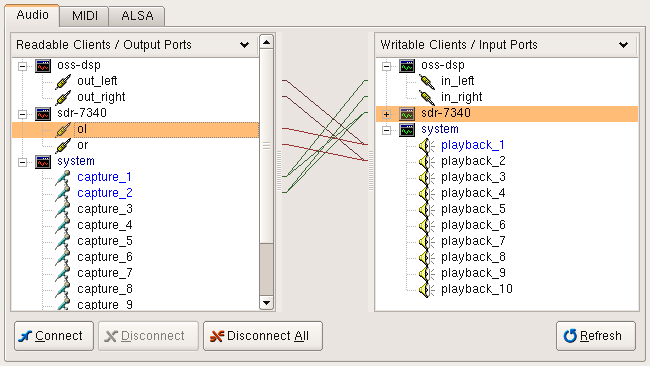 Audio MIDI ALSA
Readable Clients / Output Ports
oss-dsp
out_left
out_right
sdr-7340
ol
or
system
capture_1
capture_2
capture_3
capture_4
capture_5
capture_6
capture_7
capture_8
capture_9
Writable Clients / Input Ports
oss-dsp
in_left
in_right
sdr-7340
system
playback_1
playback_2
playback_3
playback_4
playback_5
playback_6
playback_7
playback_8
playback_9
playback_10
Connect Disconnect Disconnect All Refresh